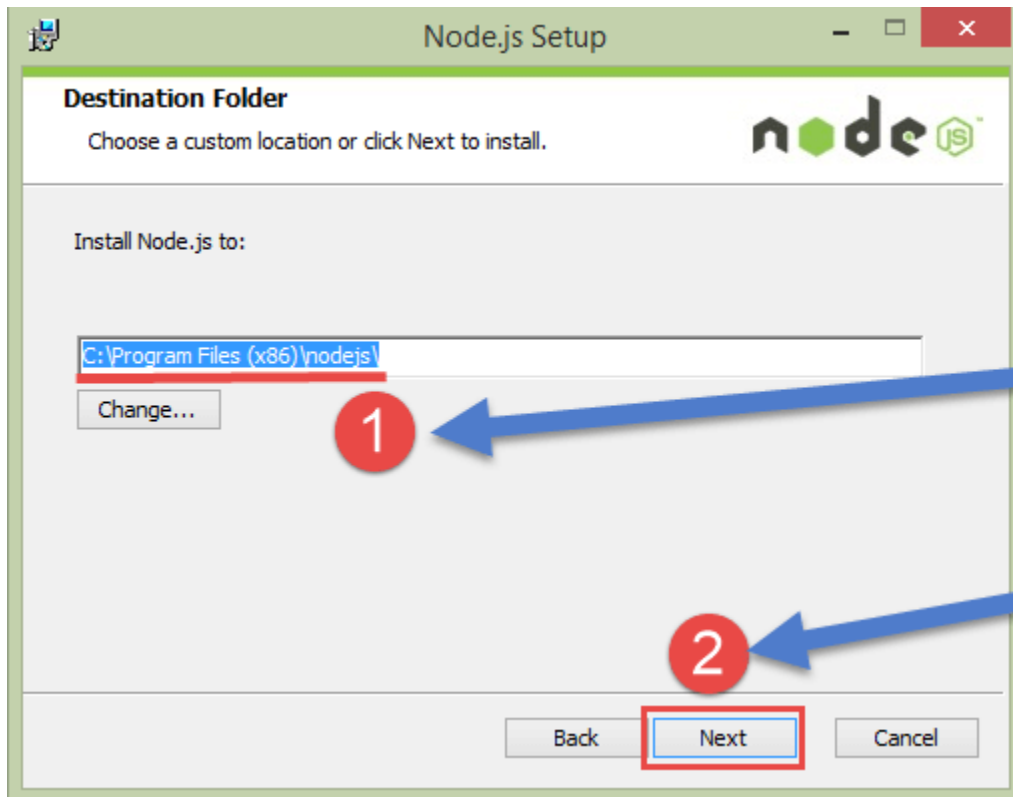 Node.js Setup
Destination Folder
Choose a custom location or click Next to install.
node JS
Install Node.js to:
C:\Program Files (x86)\nodejs\
Change...
1
2
Back Next Cancel